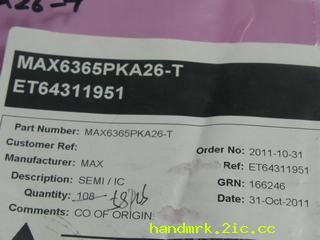 MAX6365PKA26-T
ET64311951
Part Number: MAX6365PKA26-T
Customer Ref:
Order No: 2011-10-31
Manufacturer: MAX
Ref: ET64311951
Description: SEMI / IC
GRN: 166246
Quantity: 108
Date: 31-Oct-2011
Comments: CO OF ORIGIN
handmrk.2ic.cc